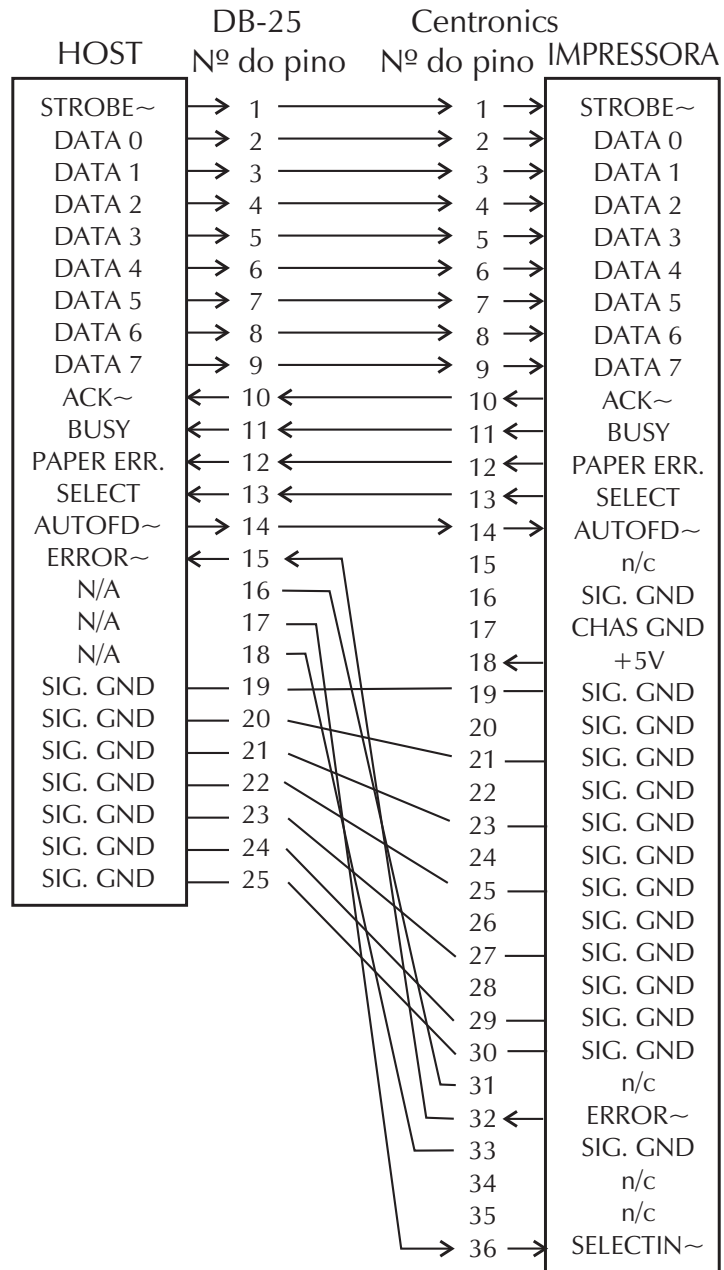 DB-25 Centronics
HOST Nº do pino Nº do pino IMPRESSORA
STROBE~ 1 1 STROBE~
DATA 0 2 2 DATA 0
DATA 1 3 3 DATA 1
DATA 2 4 4 DATA 2
DATA 3 5 5 DATA 3
DATA 4 6 6 DATA 4
DATA 5 7 7 DATA 5
DATA 6 8 8 DATA 6
DATA 7 9 9 DATA 7
ACK~ 10 10 ACK~
BUSY 11 11 BUSY
PAPER ERR. 12 12 PAPER ERR.
SELECT 13 13 SELECT
AUTOFD~ 14 14 AUTOFD~
ERROR~ 15 15 n/c
N/A 16 16 SIG. GND
N/A 17 17 CHAS GND
N/A 18 18 +5V
SIG. GND 19 19 SIG. GND
SIG. GND 20 20 SIG. GND
SIG. GND 21 21 SIG. GND
SIG. GND 22 22 SIG. GND
SIG. GND 23 23 SIG. GND
SIG. GND 24 24 SIG. GND
SIG. GND 25 25 SIG. GND
26 SIG. GND
27 SIG. GND
28 SIG. GND
29 SIG. GND
30 SIG. GND
31 n/c
32 ERROR~
33 SIG. GND
34 n/c
35 n/c
36 SELECTIN~